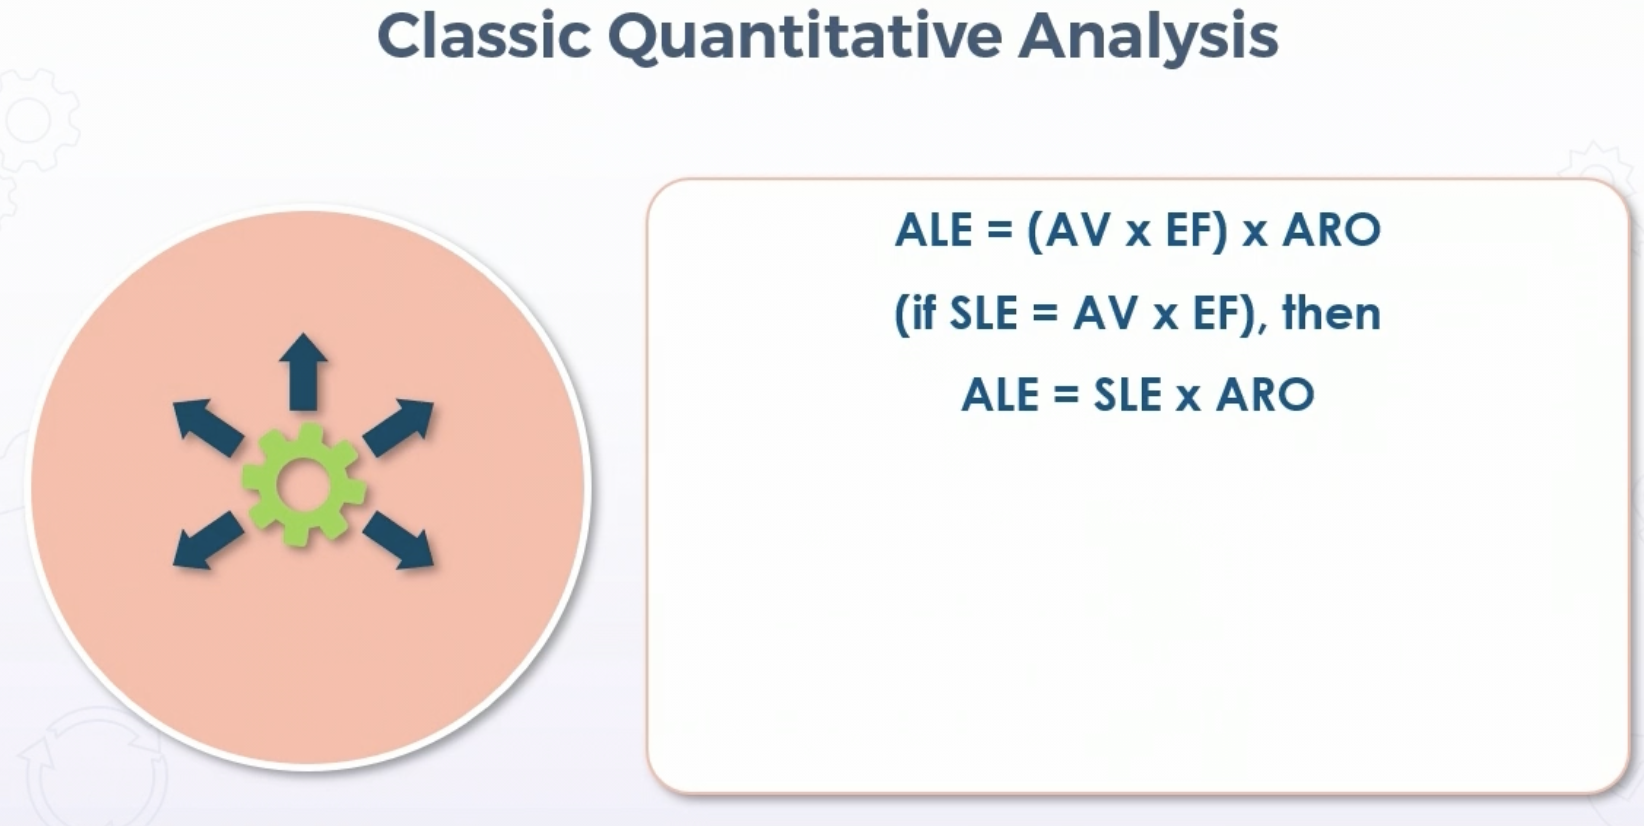 Classic Quantitative Analysis
ALE = (AV x EF) x ARO
(if SLE = AV x EF), then
ALE = SLE x ARO